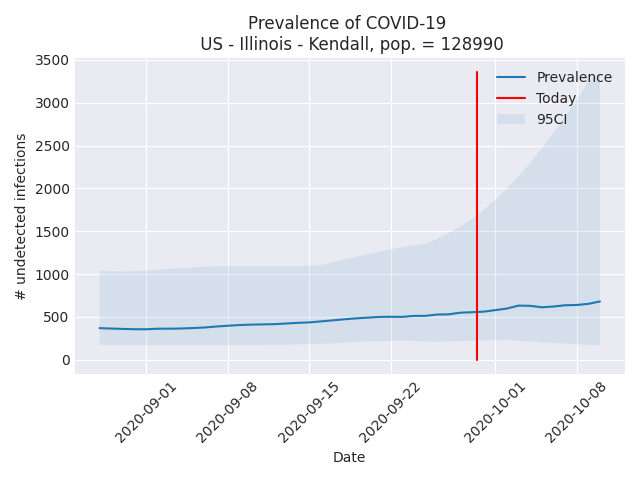 Prevalence of COVID-19
US - Illinois - Kendall, pop. = 128990
3500
3000
2500
2000
1500
1000
500
0
# undetected infections
Prevalence
Today
95CI
2020-09-01
2020-09-08
2020-09-15
2020-09-22
2020-10-01
2020-10-08
Date